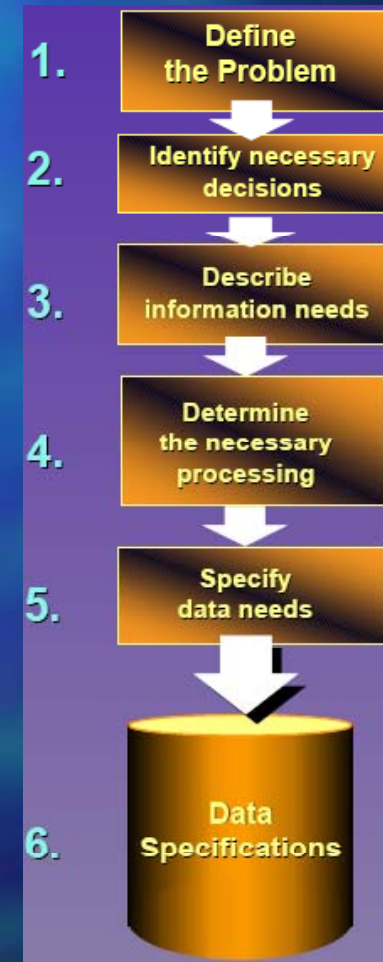 1.
Define
the Problem
2.
Identify necessary
decisions
3.
Describe
information needs
4.
Determine
the necessary
processing
5.
Specify
data needs
6.
Data
Specifications